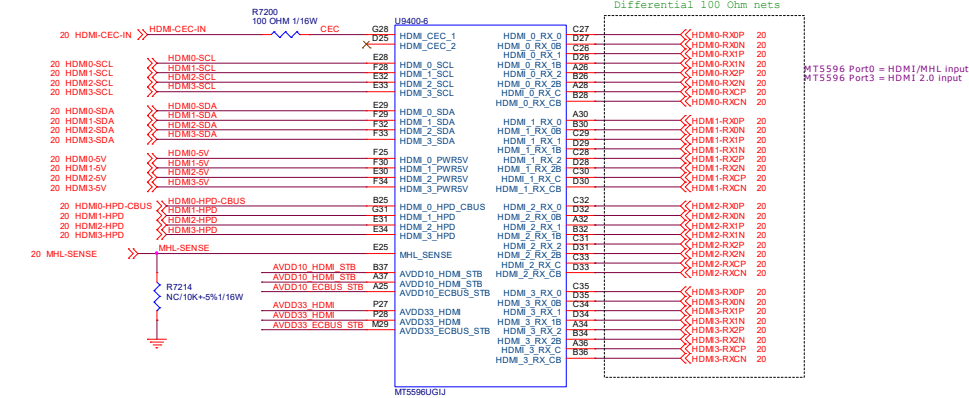 Differential 100 Ohm nets
R7200
100 OHM 1/16W
20 HDMI-CEC-IN HDMI-CEC-IN CEC G28 U9400-6 HDMI_CEC_1
D25 HDMI_CEC_2
20 HDMI0-SCL HDMI0-SCL E28 HDMI_0_SCL
20 HDMI1-SCL HDMI1-SCL F28 HDMI_1_SCL
20 HDMI2-SCL HDMI2-SCL E32 HDMI_2_SCL
20 HDMI3-SCL HDMI3-SCL E33 HDMI_3_SCL
20 HDMI0-SDA HDMI0-SDA E29 HDMI_0_SDA
20 HDMI1-SDA HDMI1-SDA F29 HDMI_1_SDA
20 HDMI2-SDA HDMI2-SDA F32 HDMI_2_SDA
20 HDMI3-SDA HDMI3-SDA F33 HDMI_3_SDA
20 HDMI0-5V HDMI0-5V F25 HDMI_0_PWR5V
20 HDMI1-5V HDMI1-5V F30 HDMI_1_PWR5V
20 HDMI2-5V HDMI2-5V E30 HDMI_2_PWR5V
20 HDMI3-5V HDMI3-5V F34 HDMI_3_PWR5V
20 HDMI0-HPD-CBUS HDMI0-HPD-CBUS B25 HDMI_0_HPD_CBUS
20 HDMI1-HPD HDMI1-HPD G31 HDMI_1_HPD
20 HDMI2-HPD HDMI2-HPD E31 HDMI_2_HPD
20 HDMI3-HPD HDMI3-HPD E34 HDMI_3_HPD
20 MHL-SENSE MHL-SENSE E25 MHL_SENSE
R7214
NC/10K+-5%1/16W
AVDD10_HDMI_STB B37 AVDD10_HDMI_STB
AVDD10_HDMI_STB A37 AVDD10_HDMI_STB
AVDD10_ECBUS_STB A25 AVDD10_ECBUS_STB
AVDD33_HDMI P27 AVDD33_HDMI
AVDD33_HDMI P28 AVDD33_HDMI
AVDD33_ECBUS_STB M29 AVDD33_ECBUS_STB
HDMI_0_RX_0 C27 HDMI0-RX0P 20
HDMI_0_RX_0B D27 HDMI0-RX0N 20
HDMI_0_RX_1 C26 HDMI0-RX1P 20
HDMI_0_RX_1B D26 HDMI0-RX1N 20
HDMI_0_RX_2 A26 HDMI0-RX2P 20
HDMI_0_RX_2B B26 HDMI0-RX2N 20
HDMI_0_RX_C A28 HDMI0-RXCP 20
HDMI_0_RX_CB B28 HDMI0-RXCN 20
MT5596 Port0 = HDMI/MHL input
MT5596 Port3 = HDMI 2.0 input
HDMI_1_RX_0 A30 HDMI1-RX0P 20
HDMI_1_RX_0B B30 HDMI1-RX0N 20
HDMI_1_RX_1 C29 HDMI1-RX1P 20
HDMI_1_RX_1B D29 HDMI1-RX1N 20
HDMI_1_RX_2 C28 HDMI1-RX2P 20
HDMI_1_RX_2B D28 HDMI1-RX2N 20
HDMI_1_RX_C C30 HDMI1-RXCP 20
HDMI_1_RX_CB D30 HDMI1-RXCN 20
HDMI_2_RX_0 C32 HDMI2-RX0P 20
HDMI_2_RX_0B D32 HDMI2-RX0N 20
HDMI_2_RX_1 A32 HDMI2-RX1P 20
HDMI_2_RX_1B B32 HDMI2-RX1N 20
HDMI_2_RX_2 C31 HDMI2-RX2P 20
HDMI_2_RX_2B D31 HDMI2-RX2N 20
HDMI_2_RX_C C33 HDMI2-RXCP 20
HDMI_2_RX_CB D33 HDMI2-RXCN 20
HDMI_3_RX_0 C35 HDMI3-RX0P 20
HDMI_3_RX_0B D35 HDMI3-RX0N 20
HDMI_3_RX_1 C34 HDMI3-RX1P 20
HDMI_3_RX_1B D34 HDMI3-RX1N 20
HDMI_3_RX_2 A34 HDMI3-RX2P 20
HDMI_3_RX_2B B34 HDMI3-RX2N 20
HDMI_3_RX_C A36 HDMI3-RXCP 20
HDMI_3_RX_CB B36 HDMI3-RXCN 20
MT5596UGIJ